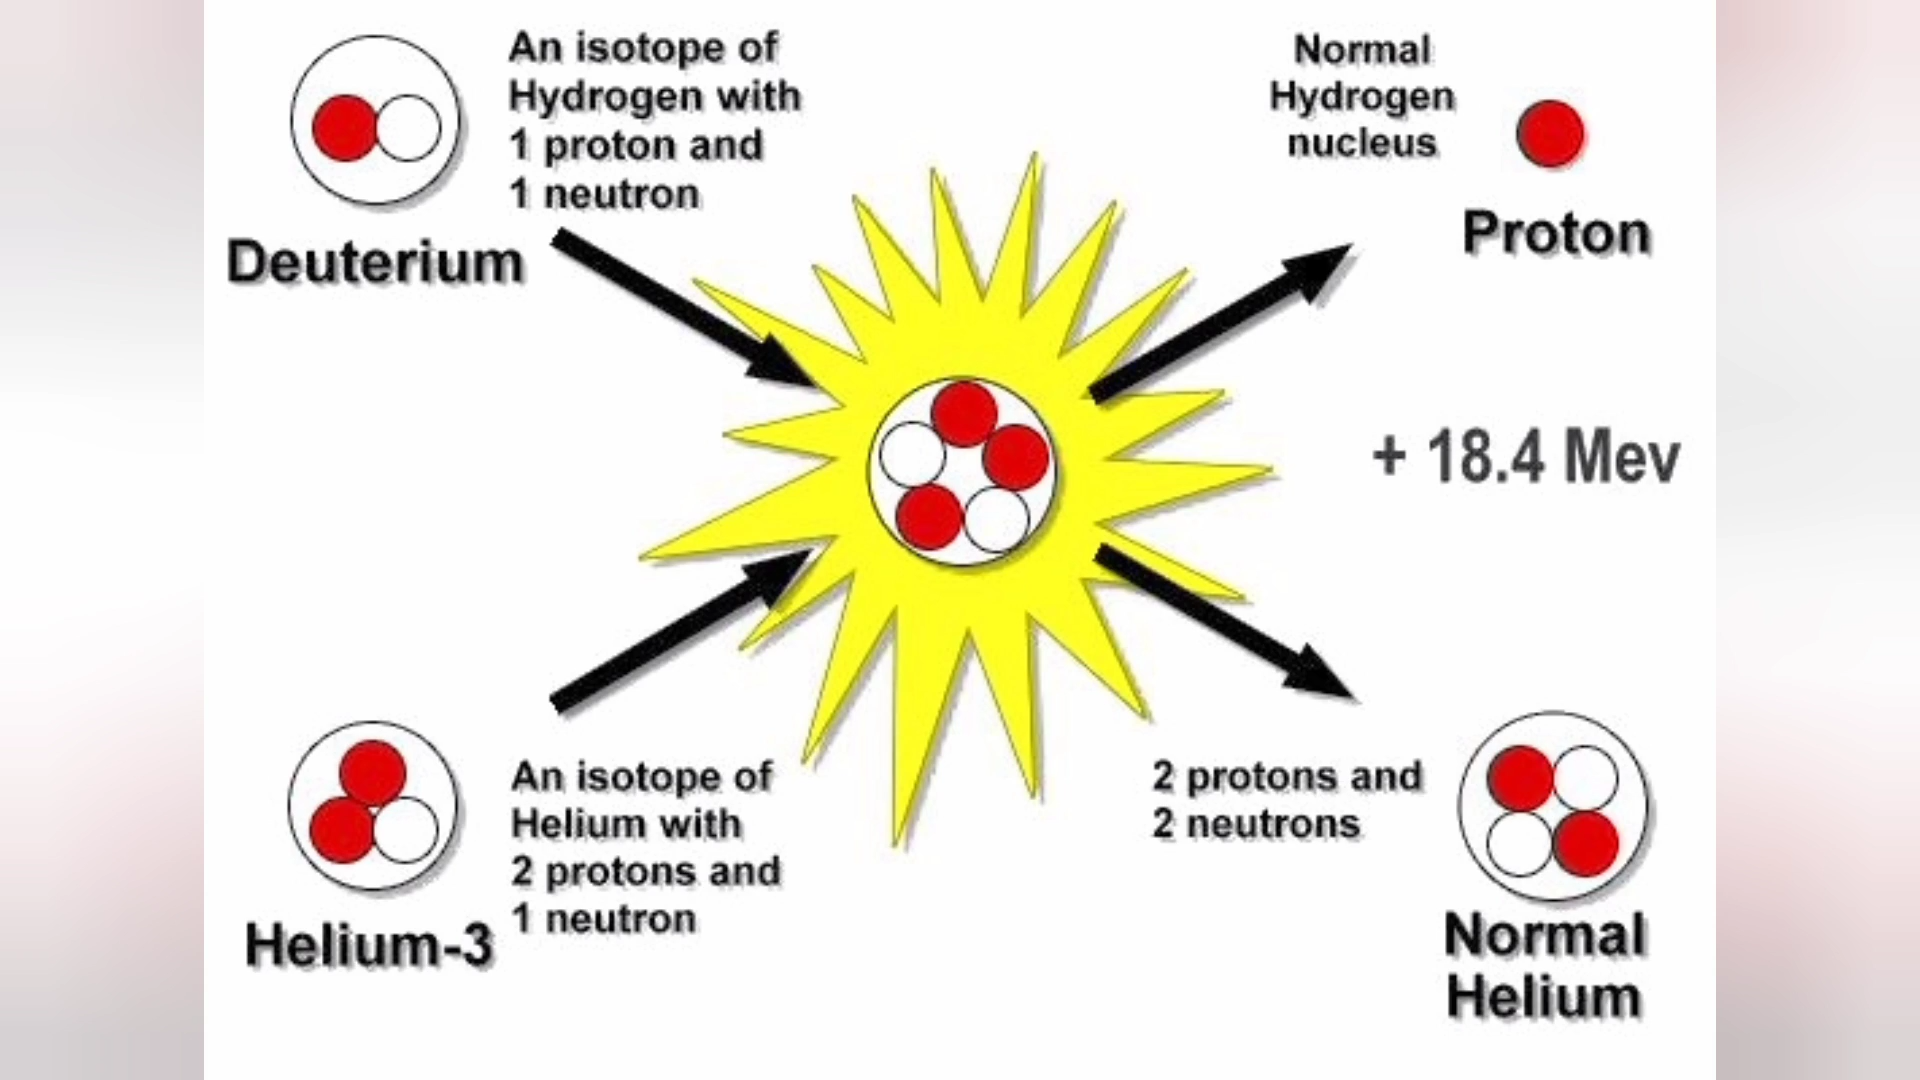 An isotope of
Hydrogen with
1 proton and
1 neutron
Deuterium
Normal
Hydrogen
nucleus
Proton
+ 18.4 Mev
An isotope of
Helium with
2 protons and
1 neutron
Helium-3
2 protons and
2 neutrons
Normal
Helium